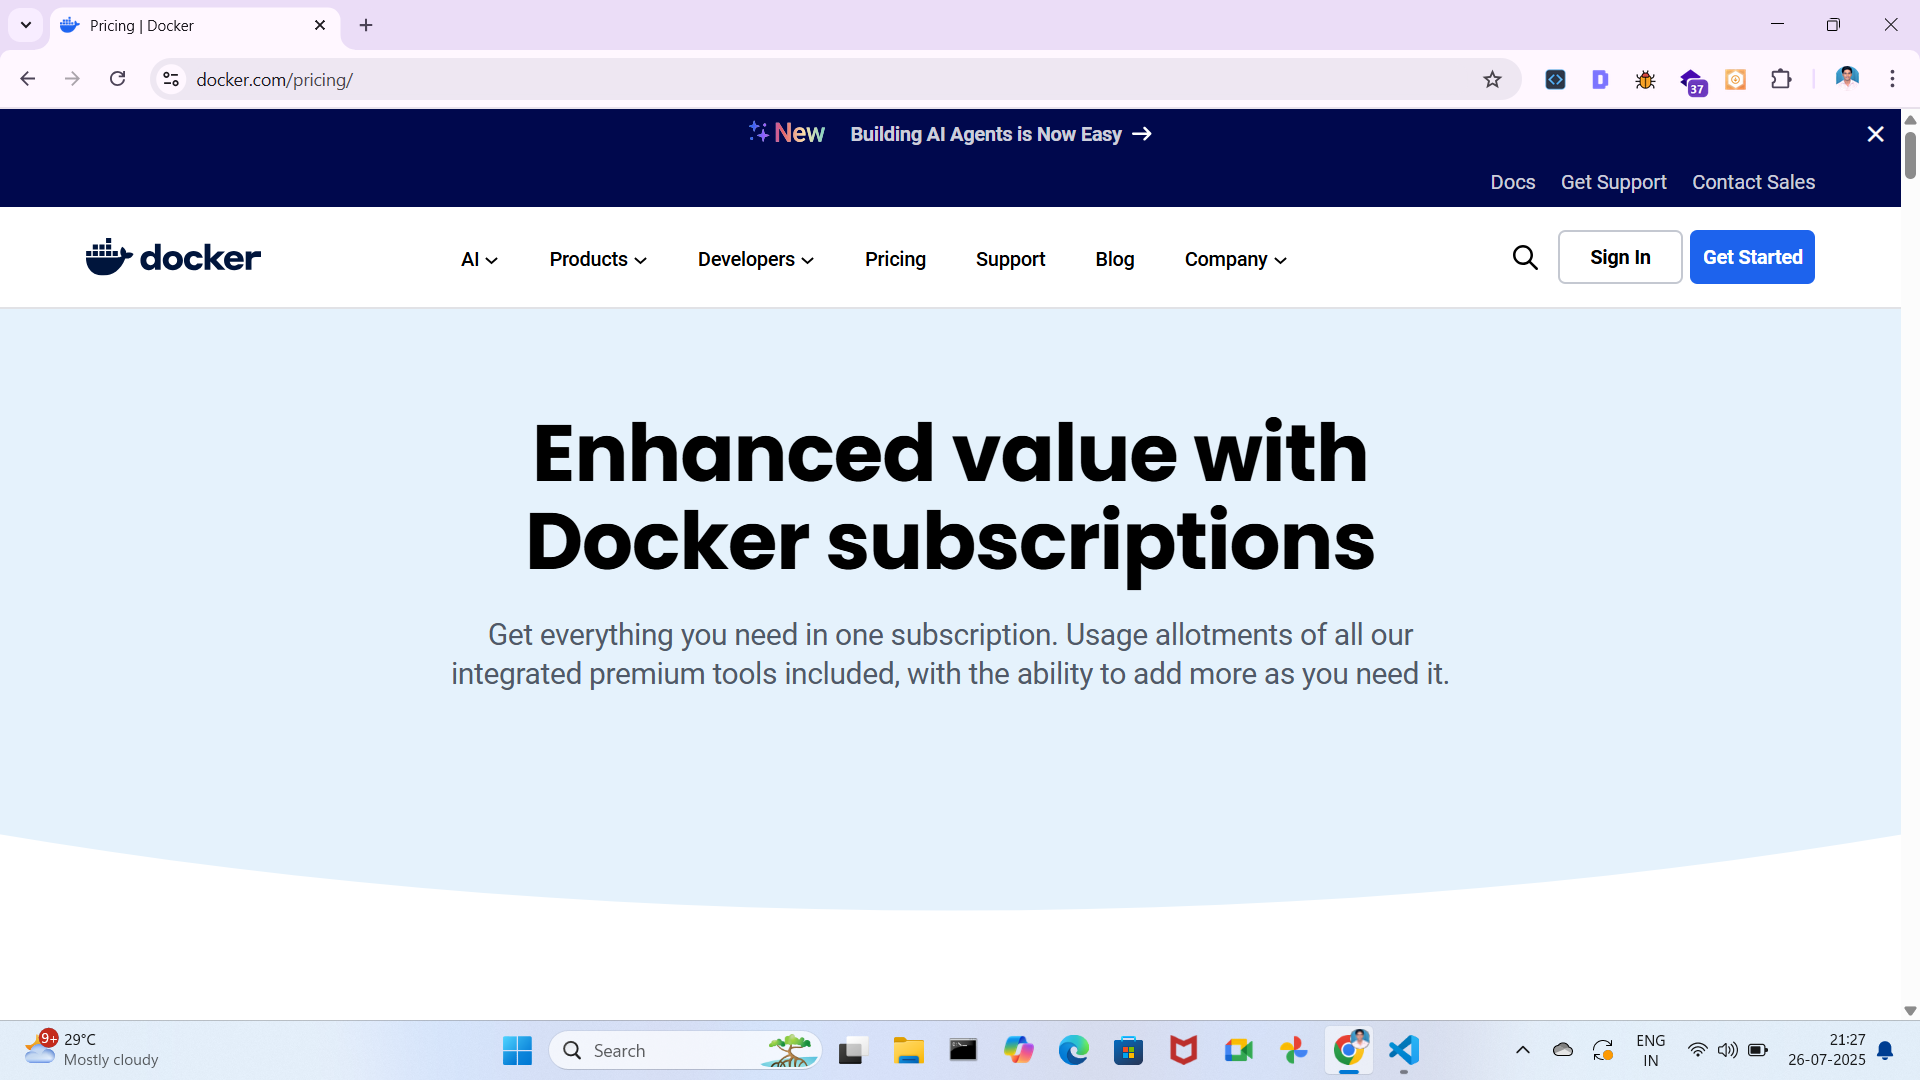 Pricing | Docker
docker.com/pricing/
37
New Building AI Agents is Now Easy →
Docs Get Support Contact Sales
docker AI Products Developers Pricing Support Blog Company Sign In Get Started
Enhanced value with
Docker subscriptions
Get everything you need in one subscription. Usage allotments of all our
integrated premium tools included, with the ability to add more as you need it.
9+
29°C
Mostly cloudy
Search
ENG
IN
21:27
26-07-2025